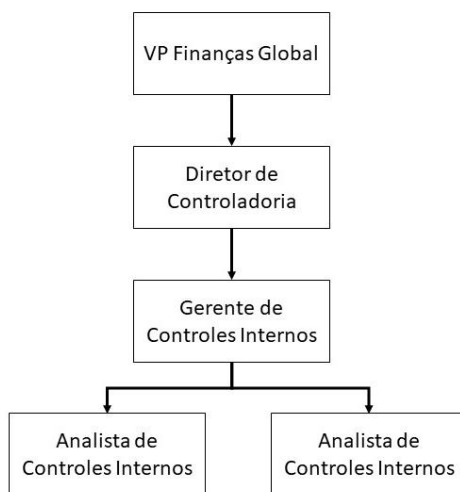 VP Finanças Global
Diretor de
Controladoria
Gerente de
Controles Internos
Analista de
Controles Internos
Analista de
Controles Internos